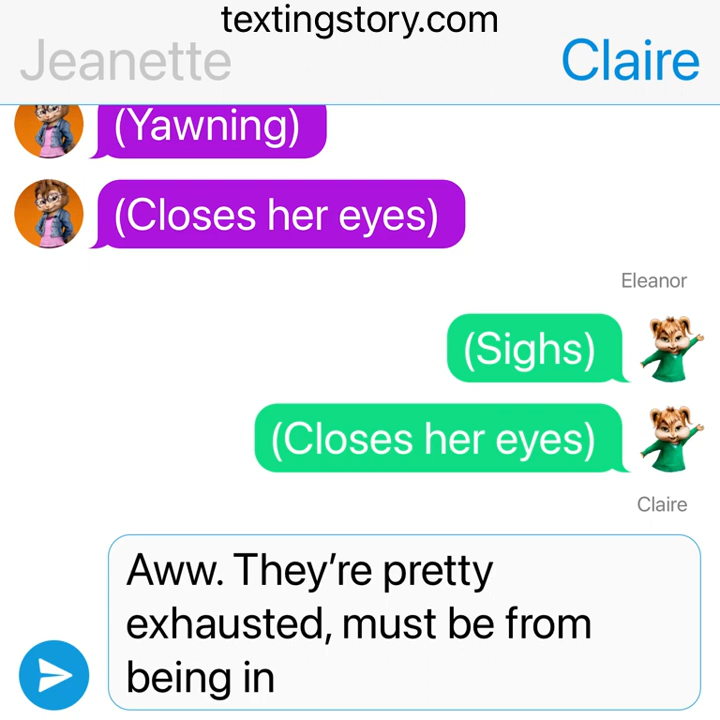 textingstory.com
Jeanette
Claire
(Yawning)
(Closes her eyes)
Eleanor
(Sighs)
(Closes her eyes)
Claire
Aww. They’re pretty
exhausted, must be from
being in